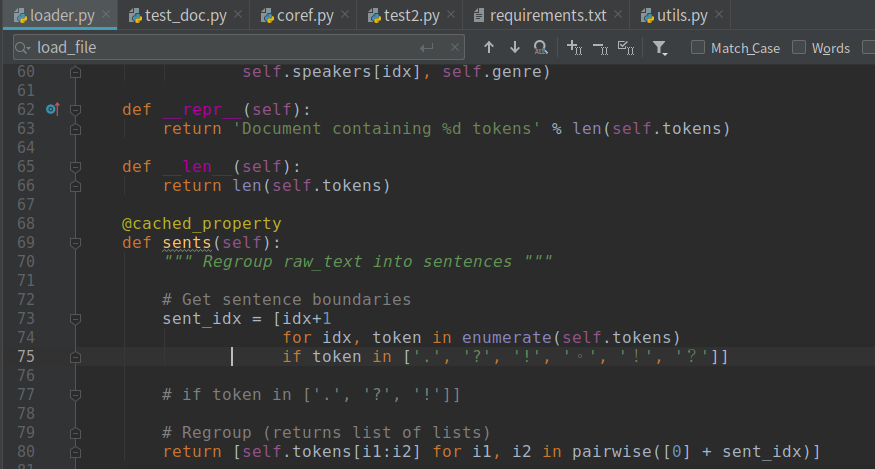 loader.py test_doc.py coref.py test2.py requirements.txt utils.py
load_file Match Case Words
60 self.speakers[idx], self.genre)
61
62 def __repr__(self):
63 return 'Document containing %d tokens' % len(self.tokens)
64
65 def __len__(self):
66 return len(self.tokens)
67
68 @cached_property
69 def sents(self):
70 """ Regroup raw_text into sentences """
71
72 # Get sentence boundaries
73 sent_idx = [idx+1
74 for idx, token in enumerate(self.tokens)
75 if token in ['.', '?', '!', '。', '！', '？']]
76
77 # if token in ['.', '?', '!']]
78
79 # Regroup (returns list of lists)
80 return [self.tokens[i1:i2] for i1, i2 in pairwise([0] + sent_idx)]